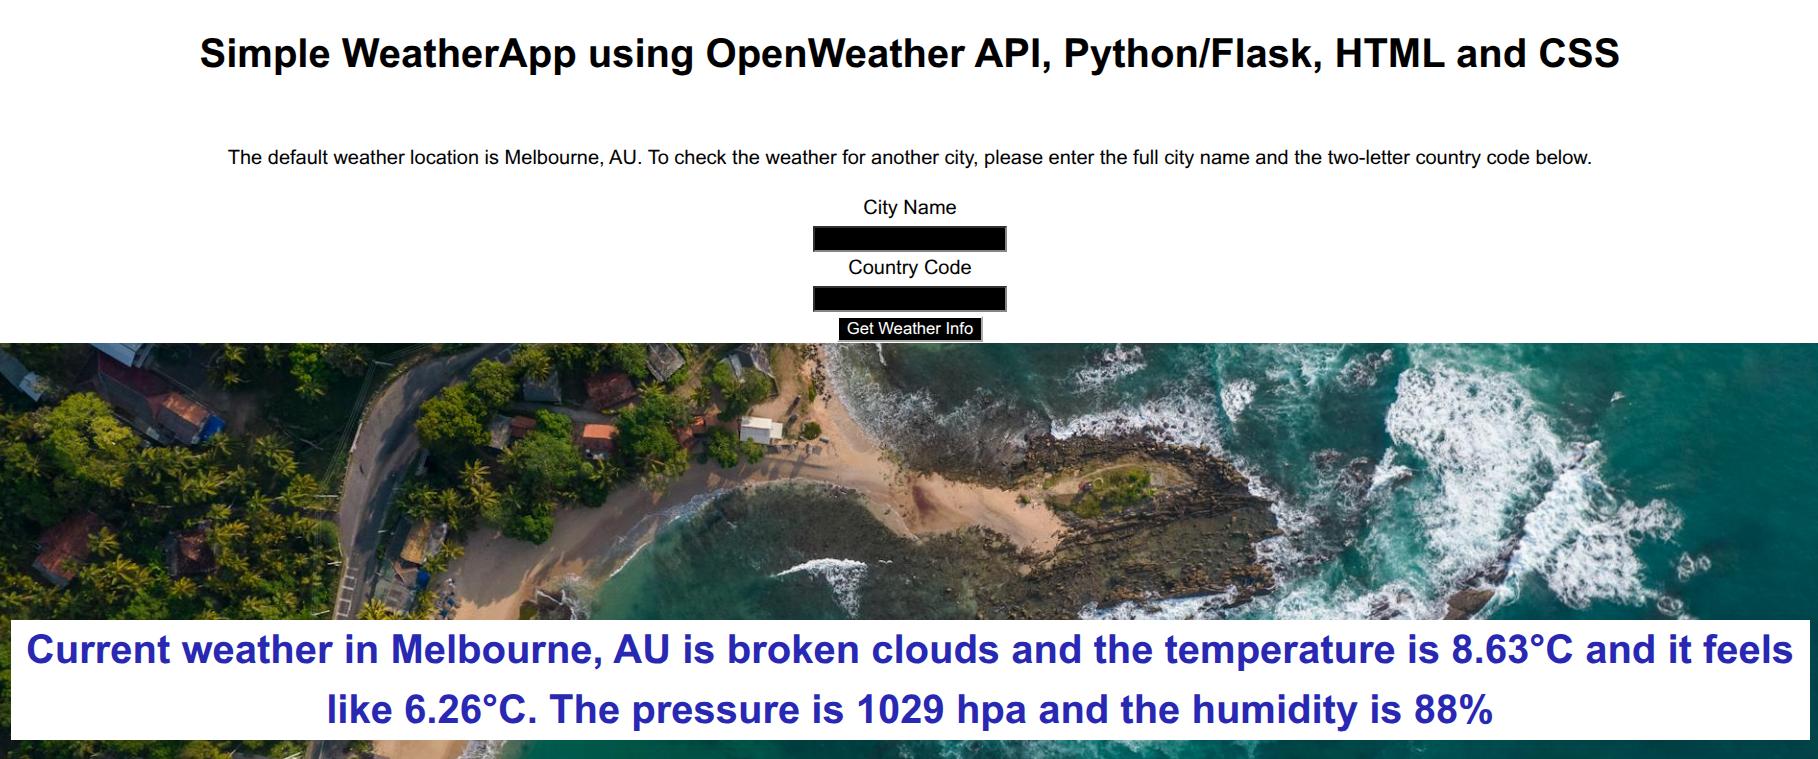 Simple WeatherApp using OpenWeather API, Python/Flask, HTML and CSS
The default weather location is Melbourne, AU. To check the weather for another city, please enter the full city name and the two-letter country code below.
City Name
Country Code
Get Weather Info
Current weather in Melbourne, AU is broken clouds and the temperature is 8.63°C and it feels
like 6.26°C. The pressure is 1029 hpa and the humidity is 88%